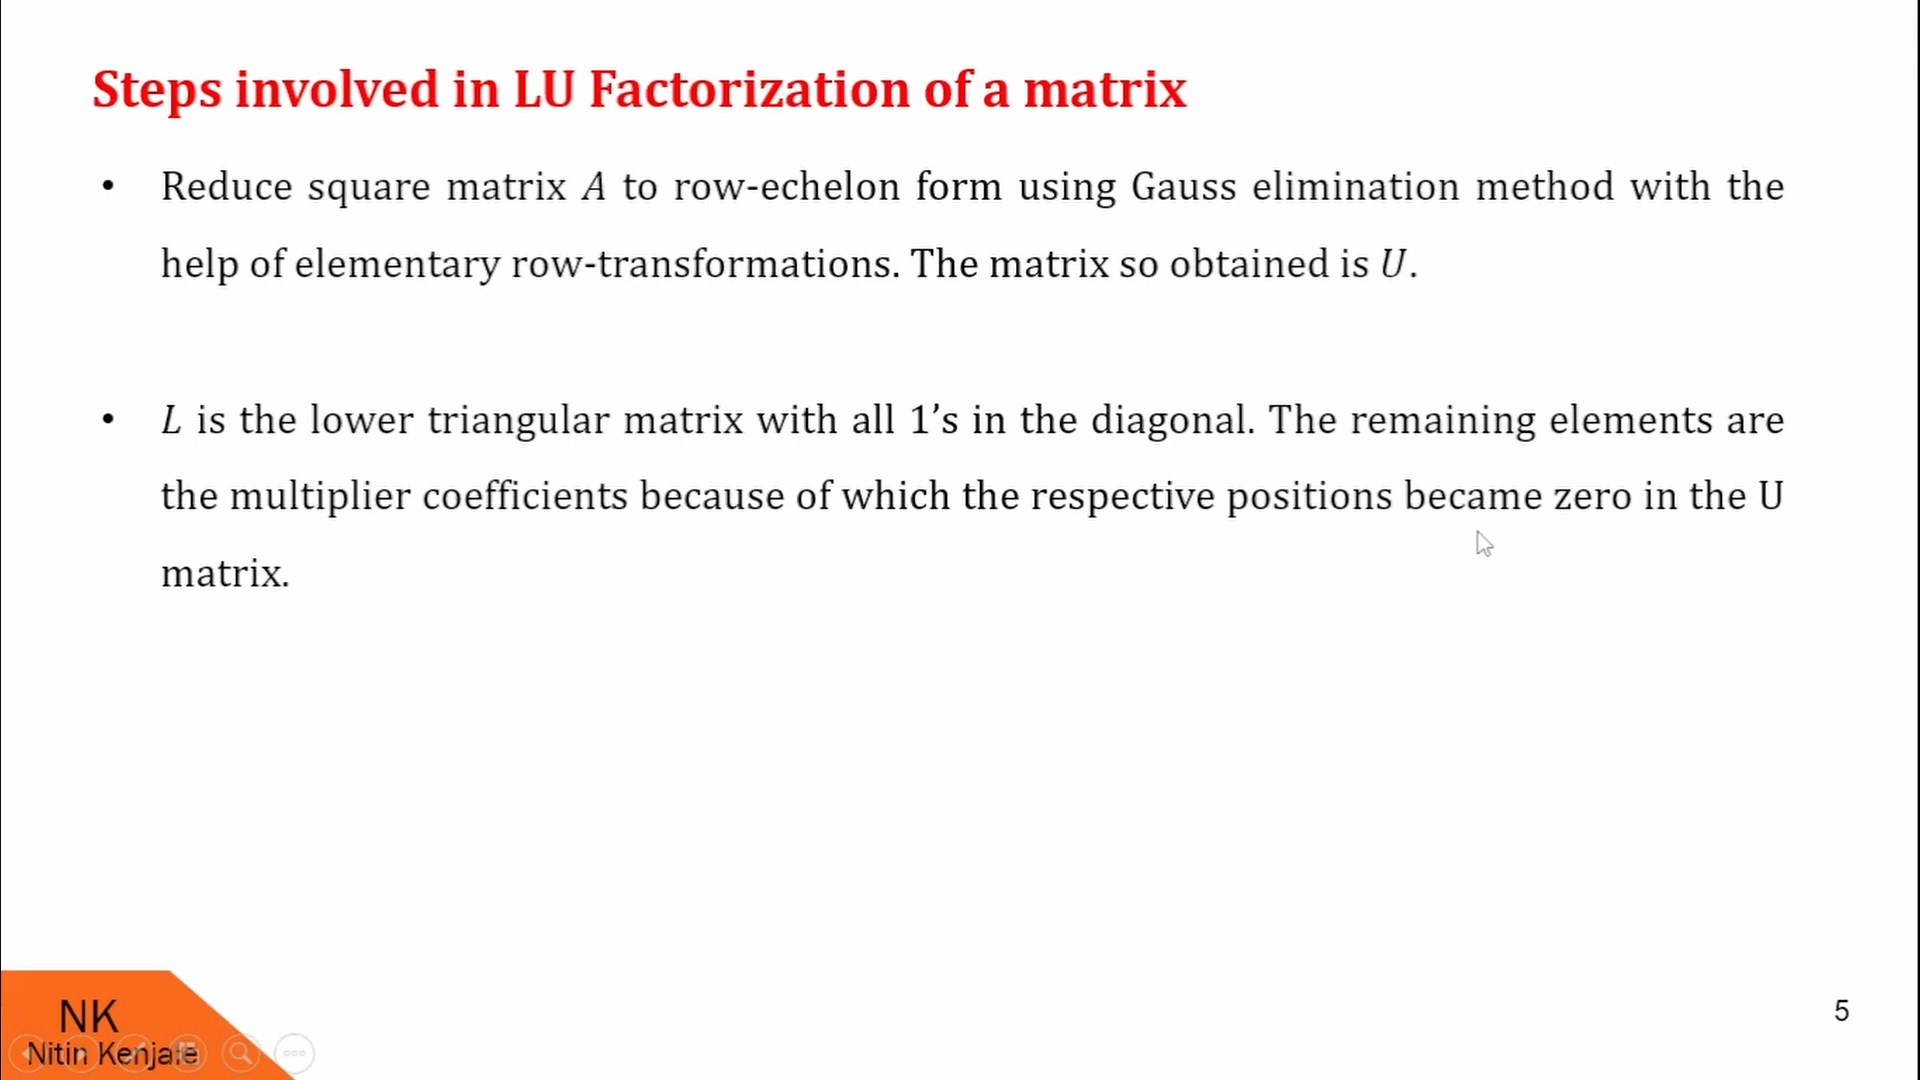 Steps involved in LU Factorization of a matrix
• Reduce square matrix A to row-echelon form using Gauss elimination method with the
help of elementary row-transformations. The matrix so obtained is U.
• L is the lower triangular matrix with all 1’s in the diagonal. The remaining elements are
the multiplier coefficients because of which the respective positions became zero in the U
matrix.
NK
Nitin Kenjale
5